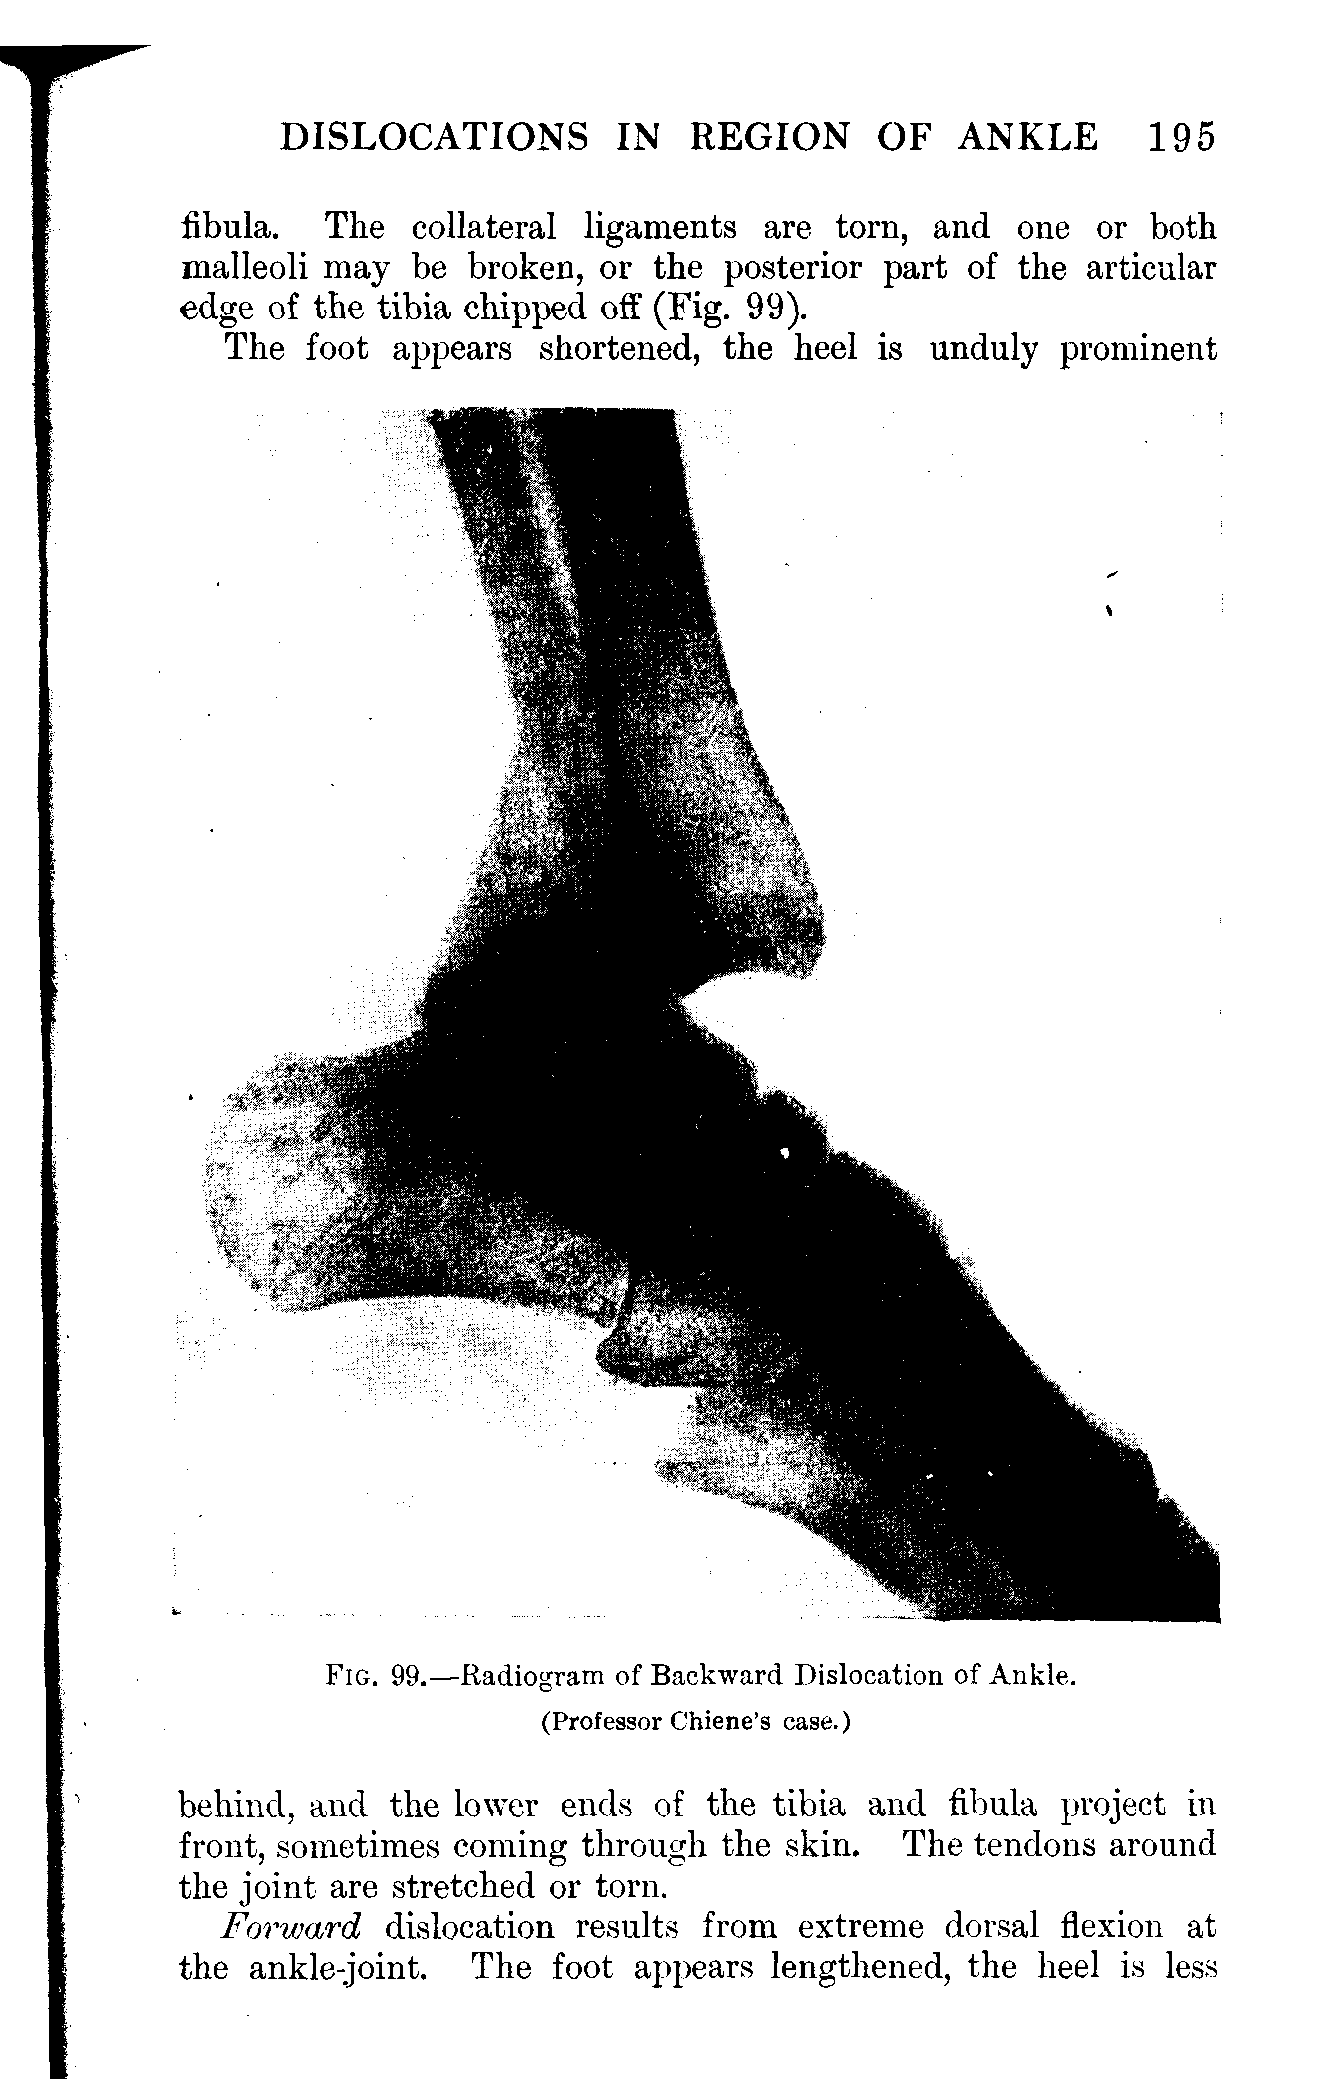 DISLOCATIONS IN REGION OF ANKLE 195
fibula. The collateral ligaments are torn, and one or both
malleoli may be broken, or the posterior part of the articular
edge of the tibia chipped off (Fig. 99).
The foot appears shortened, the heel is unduly prominent
FIG. 99.—Radiogram of Backward Dislocation of Ankle.
(Professor Chiene's case.)
behind, and the lower ends of the tibia and fibula project in
front, sometimes coming through the skin. The tendons around
the joint are stretched or torn.
Forward dislocation results from extreme dorsal flexion at
the ankle-joint. The foot appears lengthened, the heel is less